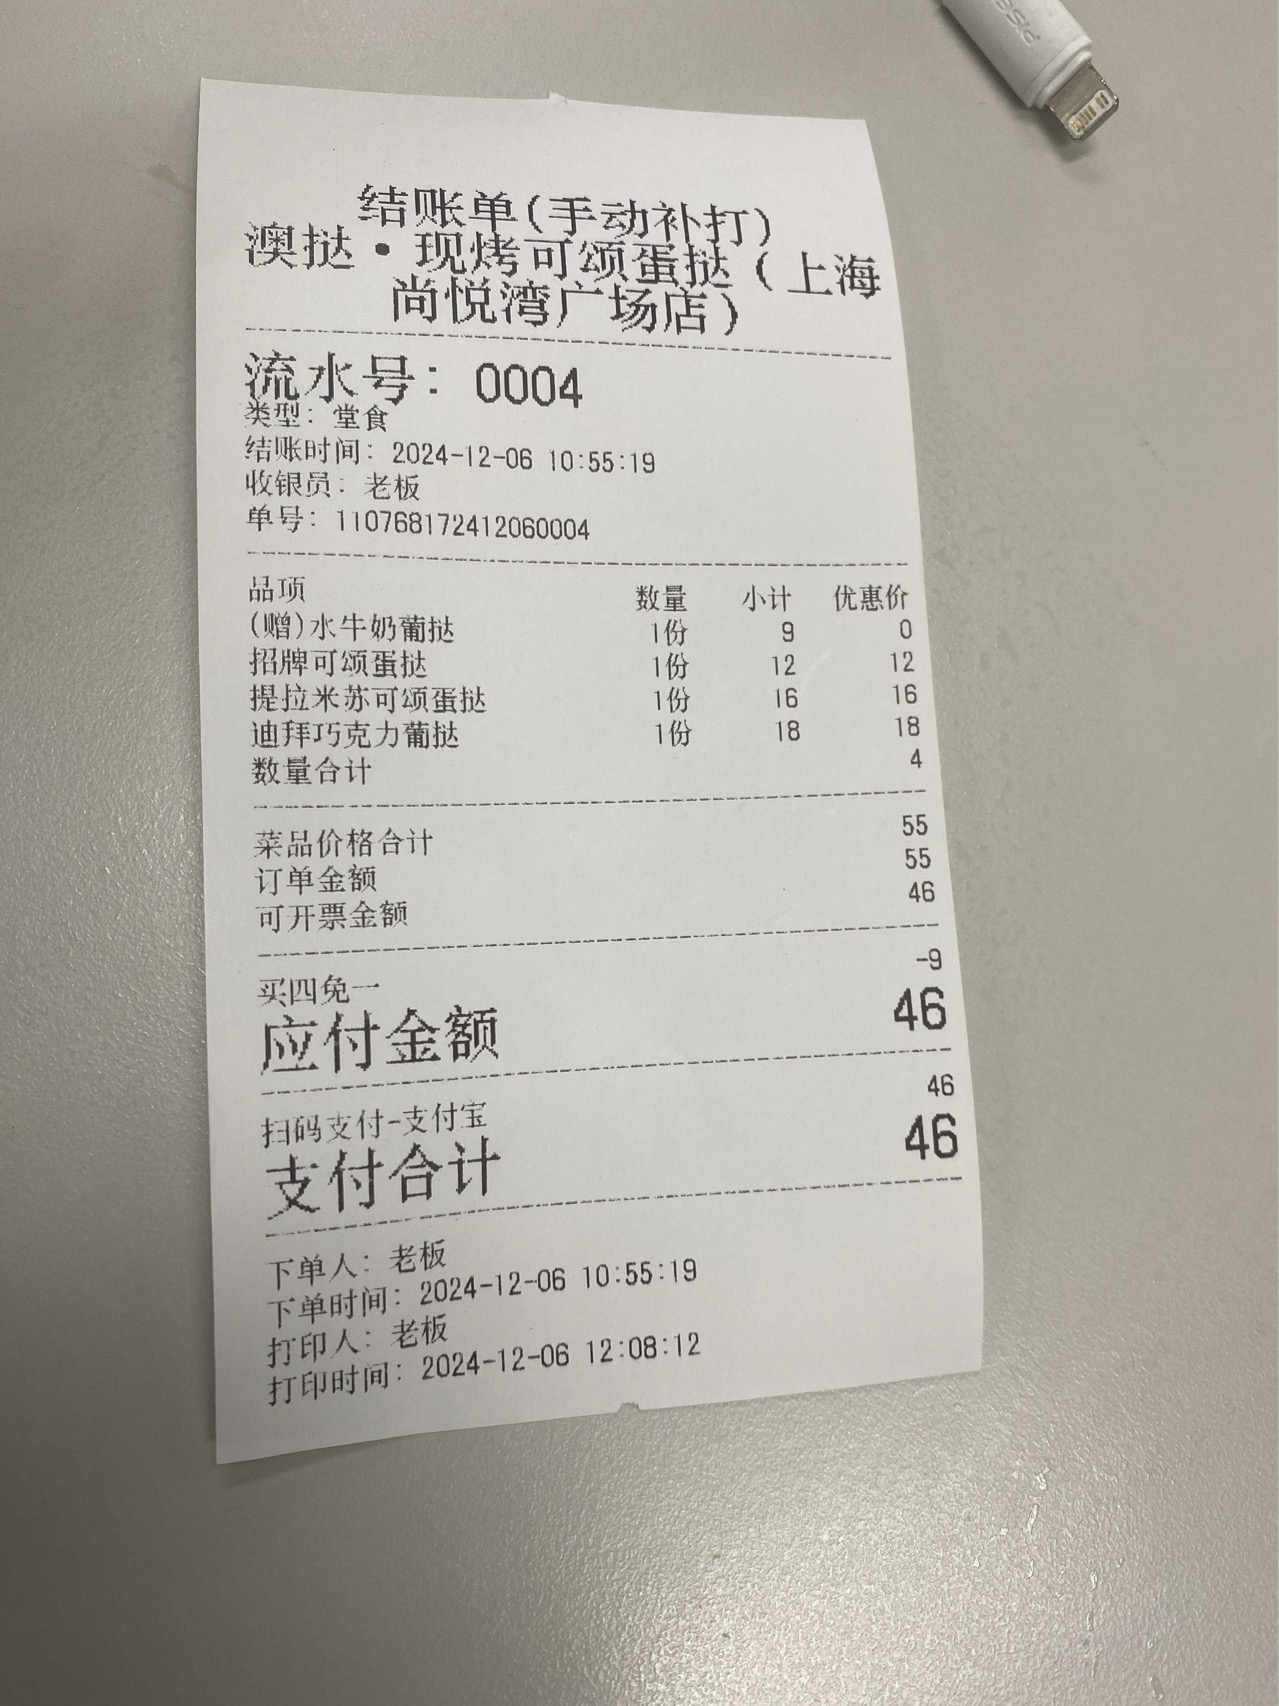 结账单(手动补打)
澳挞·现烤可颂蛋挞(上海
尚悦湾广场店)
流水号: 0004
类型: 堂食
结账时间: 2024-12-06 10:55:19
收银员: 老板
单号: 110768172412060004
品项 数量 小计 优惠价
(赠)水牛奶葡挞 1份 9 0
招牌可颂蛋挞 1份 12 12
提拉米苏可颂蛋挞 1份 16 16
迪拜巧克力葡挞 1份 18 18
数量合计 4
菜品价格合计 55
订单金额 55
可开票金额 46
买四免一 -9
应付金额 46
扫码支付-支付宝 46
支付合计 46
下单人: 老板
下单时间: 2024-12-06 10:55:19
打印人: 老板
打印时间: 2024-12-06 12:08:12